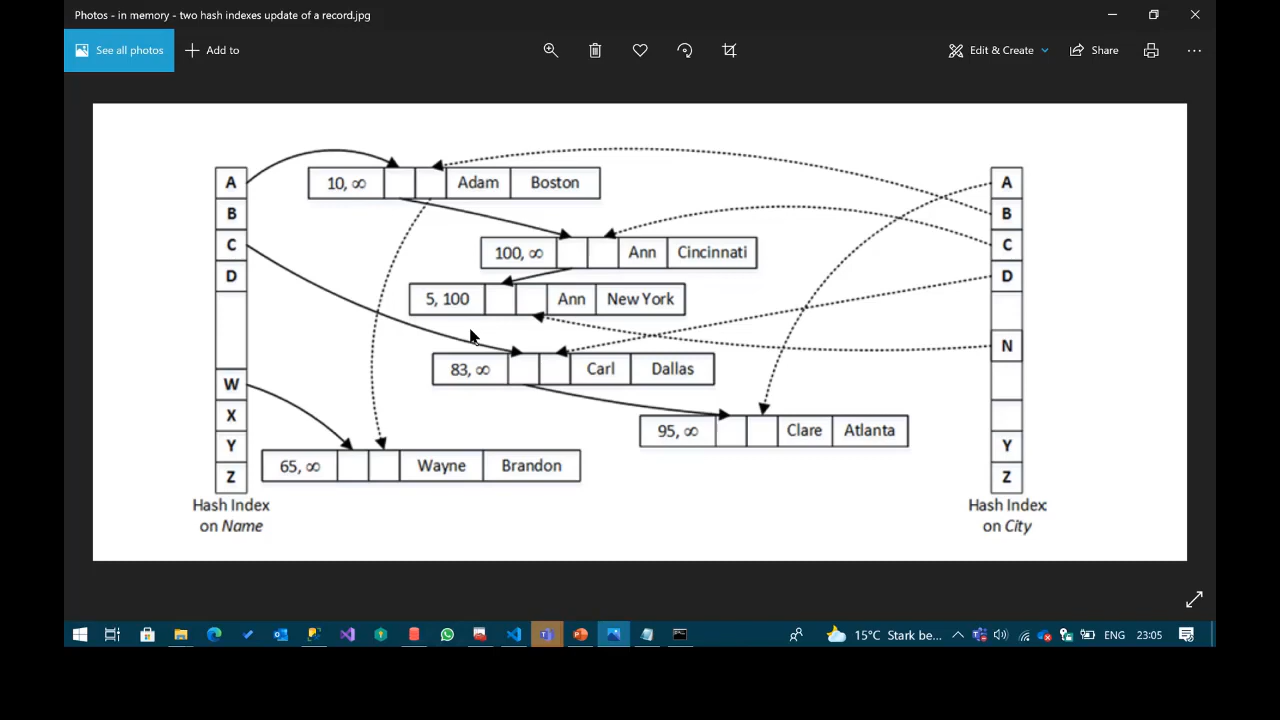 Photos - in memory - two hash indexes update of a record.jpg
See all photos
Add to
Edit & Create
Share
A
B
C
D
W
X
Y
Z
Hash Index
on Name
10, ∞ Adam Boston
100, ∞ Ann Cincinnati
5, 100 Ann New York
83, ∞ Carl Dallas
95, ∞ Clare Atlanta
65, ∞ Wayne Brandon
A
B
C
D
N
Y
Z
Hash Index
on City
15°C Stark be...
ENG
23:05